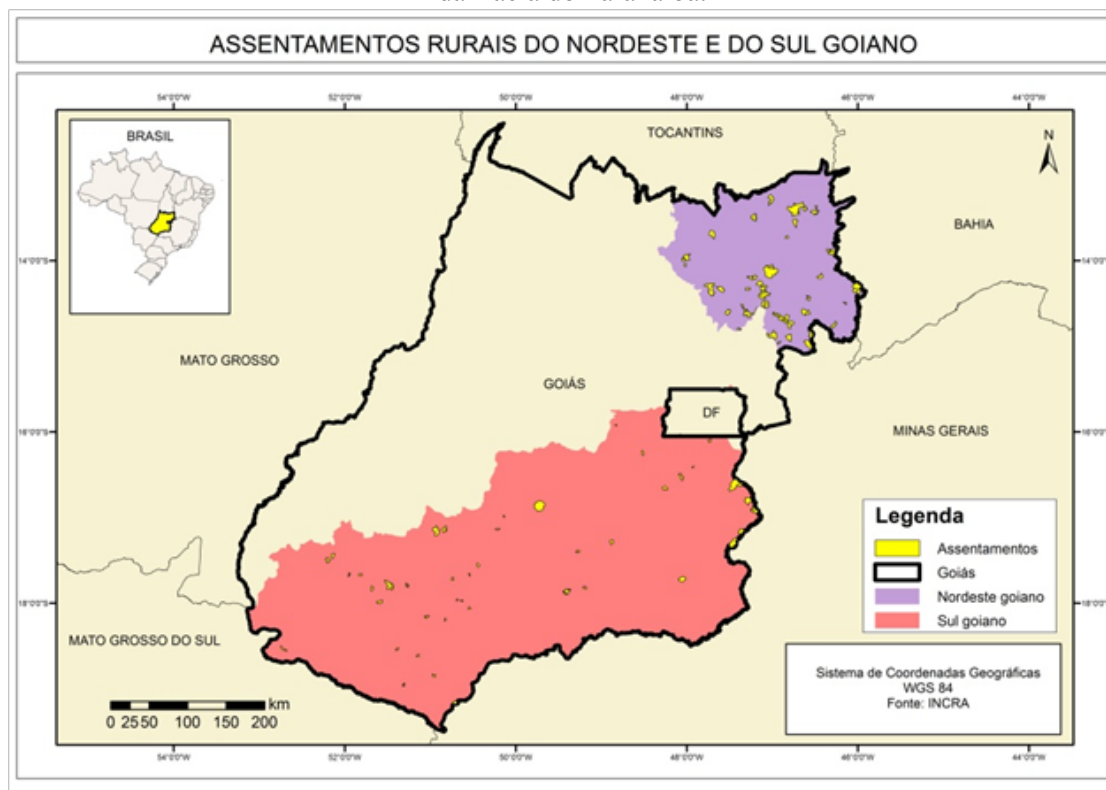 ASSENTAMENTOS RURAIS DO NORDESTE E DO SUL GOIANO
54°0'0"W 52°0'0"W 50°0'0"W 48°0'0"W 46°0'0"W 44°0'0"W
BRASIL
TOCANTINS
N
BAHIA
14°0'0"S 14°0'0"S
MATO GROSSO
GOIÁS
DF
16°0'0"S 16°0'0"S
MINAS GERAIS
Legenda
Assentamentos
Goiás
Nordeste goiano
Sul goiano
18°0'0"S 18°0'0"S
MATO GROSSO DO SUL
Sistema de Coordenadas Geográficas
WGS 84
Fonte: INCRA
km
0 25 50 100 150 200
54°0'0"W 52°0'0"W 50°0'0"W 48°0'0"W 46°0'0"W 44°0'0"W